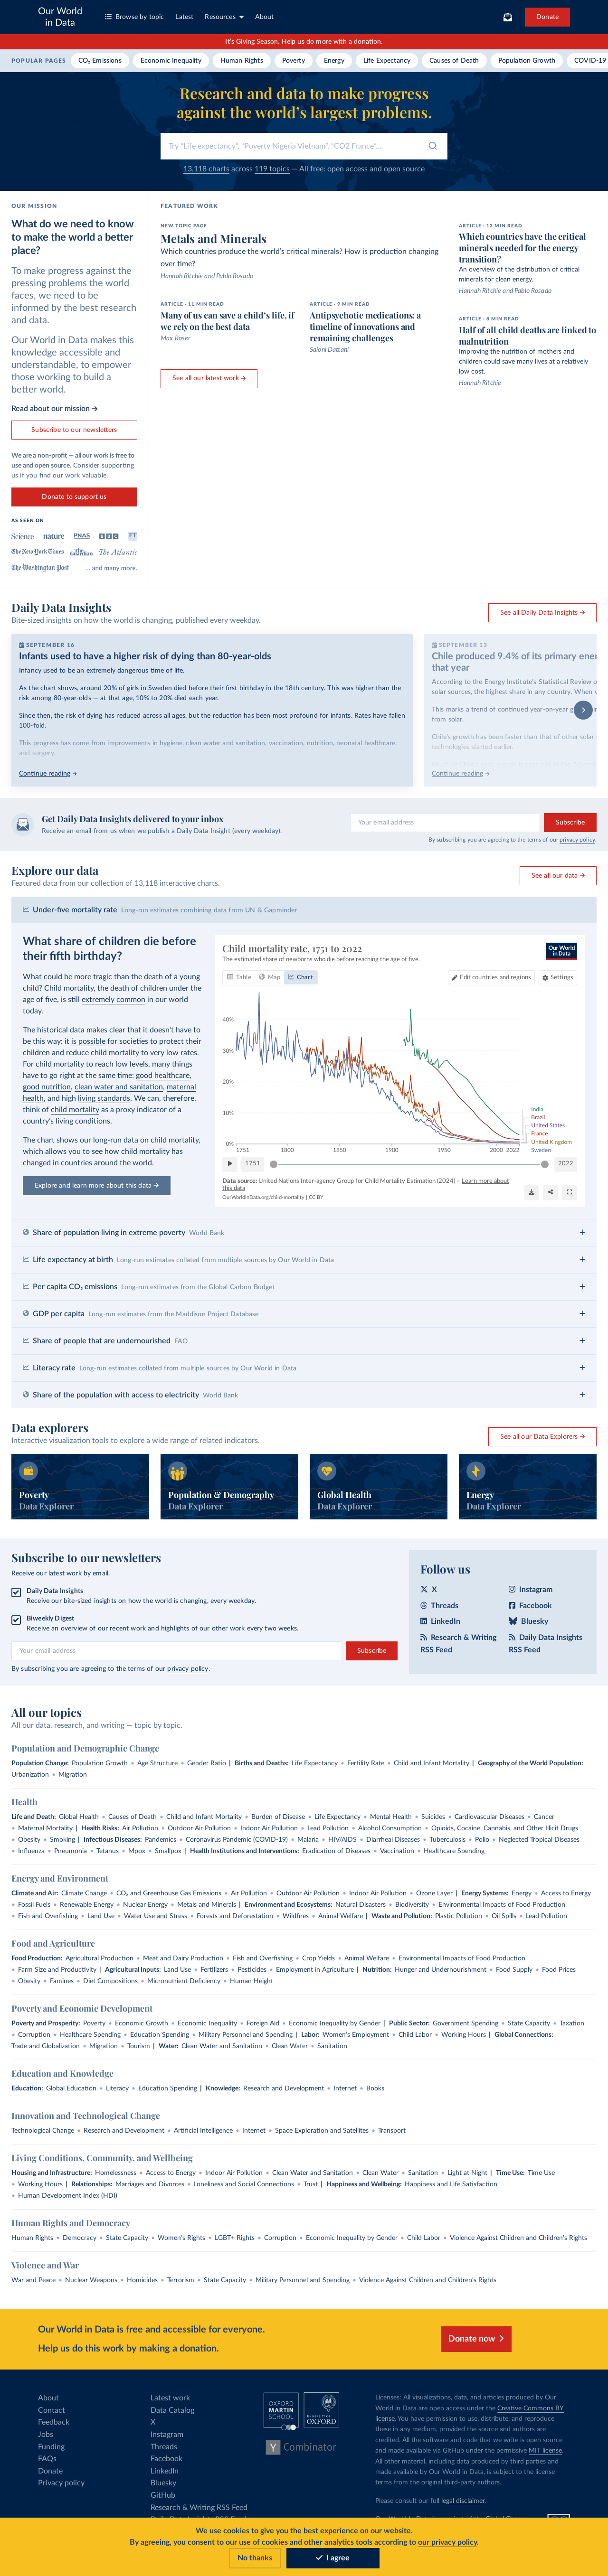 Our World
in Data
Browse by topic
Latest
Resources
About
Donate
It's Giving Season. Help us do more with a donation.
POPULAR PAGES
CO₂ Emissions
Economic Inequality
Human Rights
Poverty
Energy
Life Expectancy
Causes of Death
Population Growth
COVID-19
Research and data to make progress
against the world's largest problems.
Try "Life expectancy", "Poverty Nigeria Vietnam", "CO2 France"...
13,118 charts across 119 topics — All free: open access and open source
OUR MISSION
What do we need to know
to make the world a better
place?
To make progress against the
pressing problems the world
faces, we need to be
informed by the best research
and data.
Our World in Data makes this
knowledge accessible and
understandable, to empower
those working to build a
better world.
Read about our mission →
Subscribe to our newsletters
We are a non-profit — all our work is free to
use and open source. Consider supporting
us if you find our work valuable.
Donate to support us
AS SEEN ON
Science nature PNAS BBC FT
The New York Times The Guardian The Atlantic
The Washington Post ... and many more.
FEATURED WORK
NEW TOPIC PAGE
Metals and Minerals
Which countries produce the world's critical minerals? How is production changing
over time?
Hannah Ritchie and Pablo Rosado
ARTICLE · 11 MIN READ
Many of us can save a child's life, if
we rely on the best data
Max Roser
ARTICLE · 9 MIN READ
Antipsychotic medications: a
timeline of innovations and
remaining challenges
Saloni Dattani
See all our latest work →
ARTICLE · 13 MIN READ
Which countries have the critical
minerals needed for the energy
transition?
An overview of the distribution of critical
minerals for clean energy.
Hannah Ritchie and Pablo Rosado
ARTICLE · 6 MIN READ
Half of all child deaths are linked to
malnutrition
Improving the nutrition of mothers and
children could save many lives at a relatively
low cost.
Hannah Ritchie
Daily Data Insights
Bite-sized insights on how the world is changing, published every weekday.
See all Daily Data Insights →
SEPTEMBER 16
Infants used to have a higher risk of dying than 80-year-olds
Infancy used to be an extremely dangerous time of life.
As the chart shows, around 20% of girls in Sweden died before their first birthday in the 18th century. This was higher than the
risk among 80-year-olds — at that age, 10% to 20% died each year.
Since then, the risk of dying has reduced across all ages, but the reduction has been most profound for infants. Rates have fallen
100-fold.
This progress has come from improvements in hygiene, clean water and sanitation, vaccination, nutrition, neonatal healthcare,
and surgery.
Continue reading →
SEPTEMBER 13
Chile produced 9.4% of its primary ener
that year
According to the Energy Institute's Statistical Review o
solar sources, the highest share in any country. When
This marks a trend of continued year-on-year
from solar.
Chile's growth has been faster than that of other solar
technologies started earlier.
Continue reading →
Get Daily Data Insights delivered to your inbox
Receive an email from us when we publish a Daily Data Insight (every weekday).
Your email address
Subscribe
By subscribing you are agreeing to the terms of our privacy policy.
Explore our data
Featured data from our collection of 13,118 interactive charts.
See all our data →
Under-five mortality rate Long-run estimates combining data from UN & Gapminder
What share of children die before
their fifth birthday?
What could be more tragic than the death of a young
child? Child mortality, the death of children under the
age of five, is still extremely common in our world
today.
The historical data makes clear that it doesn't have to
be this way: it is possible for societies to protect their
children and reduce child mortality to very low rates.
For child mortality to reach low levels, many things
have to go right at the same time: good healthcare,
good nutrition, clean water and sanitation, maternal
health, and high living standards. We can, therefore,
think of child mortality as a proxy indicator of a
country's living conditions.
The chart shows our long-run data on child mortality,
which allows you to see how child mortality has
changed in countries around the world.
Explore and learn more about this data →
Child mortality rate, 1751 to 2022
The estimated share of newborns who die before reaching the age of five.
Our World
in Data
Table Map Chart
Edit countries and regions
Settings
40%
30%
20%
10%
0%
1751 1800 1850 1900 1950 2000 2022
India
Brazil
United States
France
United Kingdom
Sweden
1751
2022
Data source: United Nations Inter-agency Group for Child Mortality Estimation (2024) – Learn more about
this data
OurWorldinData.org/child-mortality | CC BY
Share of population living in extreme poverty World Bank
Life expectancy at birth Long-run estimates collated from multiple sources by Our World in Data
Per capita CO₂ emissions Long-run estimates from the Global Carbon Budget
GDP per capita Long-run estimates from the Maddison Project Database
Share of people that are undernourished FAO
Literacy rate Long-run estimates collated from multiple sources by Our World in Data
Share of the population with access to electricity World Bank
Data explorers
Interactive visualization tools to explore a wide range of related indicators.
See all our Data Explorers →
Poverty
Data Explorer
Population & Demography
Data Explorer
Global Health
Data Explorer
Energy
Data Explorer
Subscribe to our newsletters
Receive our latest work by email.
Daily Data Insights
Receive our bite-sized insights on how the world is changing, every weekday.
Biweekly Digest
Receive an overview of our recent work and highlights of our other work every two weeks.
Your email address
Subscribe
By subscribing you are agreeing to the terms of our privacy policy.
Follow us
X
Instagram
Threads
Facebook
LinkedIn
Bluesky
Research & Writing
RSS Feed
Daily Data Insights
RSS Feed
All our topics
All our data, research, and writing — topic by topic.
Population and Demographic Change
Population Change: Population Growth • Age Structure • Gender Ratio | Births and Deaths: Life Expectancy • Fertility Rate • Child and Infant Mortality | Geography of the World Population:
Urbanization • Migration
Health
Life and Death: Global Health • Causes of Death • Child and Infant Mortality • Burden of Disease • Life Expectancy • Mental Health • Suicides • Cardiovascular Diseases • Cancer
• Maternal Mortality | Health Risks: Air Pollution • Outdoor Air Pollution • Indoor Air Pollution • Lead Pollution • Alcohol Consumption • Opioids, Cocaine, Cannabis, and Other Illicit Drugs
• Obesity • Smoking | Infectious Diseases: Pandemics • Coronavirus Pandemic (COVID-19) • Malaria • HIV/AIDS • Diarrheal Diseases • Tuberculosis • Polio • Neglected Tropical Diseases
• Influenza • Pneumonia • Tetanus • Mpox • Smallpox | Health Institutions and Interventions: Eradication of Diseases • Vaccination • Healthcare Spending
Energy and Environment
Climate and Air: Climate Change • CO₂ and Greenhouse Gas Emissions • Air Pollution • Outdoor Air Pollution • Indoor Air Pollution • Ozone Layer | Energy Systems: Energy • Access to Energy
• Fossil Fuels • Renewable Energy • Nuclear Energy • Metals and Minerals | Environment and Ecosystems: Natural Disasters • Biodiversity • Environmental Impacts of Food Production
• Fish and Overfishing • Land Use • Water Use and Stress • Forests and Deforestation • Wildfires • Animal Welfare | Waste and Pollution: Plastic Pollution • Oil Spills • Lead Pollution
Food and Agriculture
Food Production: Agricultural Production • Meat and Dairy Production • Fish and Overfishing • Crop Yields • Animal Welfare • Environmental Impacts of Food Production
• Farm Size and Productivity | Agricultural Inputs: Land Use • Fertilizers • Pesticides • Employment in Agriculture | Nutrition: Hunger and Undernourishment • Food Supply • Food Prices
• Obesity • Famines • Diet Compositions • Micronutrient Deficiency • Human Height
Poverty and Economic Development
Poverty and Prosperity: Poverty • Economic Growth • Economic Inequality • Foreign Aid • Economic Inequality by Gender | Public Sector: Government Spending • State Capacity • Taxation
• Corruption • Healthcare Spending • Education Spending • Military Personnel and Spending | Labor: Women's Employment • Child Labor • Working Hours | Global Connections:
Trade and Globalization • Migration • Tourism | Water: Clean Water and Sanitation • Clean Water • Sanitation
Education and Knowledge
Education: Global Education • Literacy • Education Spending | Knowledge: Research and Development • Internet • Books
Innovation and Technological Change
Technological Change • Research and Development • Artificial Intelligence • Internet • Space Exploration and Satellites • Transport
Living Conditions, Community, and Wellbeing
Housing and Infrastructure: Homelessness • Access to Energy • Indoor Air Pollution • Clean Water and Sanitation • Clean Water • Sanitation • Light at Night | Time Use: Time Use
• Working Hours | Relationships: Marriages and Divorces • Loneliness and Social Connections • Trust | Happiness and Wellbeing: Happiness and Life Satisfaction
• Human Development Index (HDI)
Human Rights and Democracy
Human Rights • Democracy • State Capacity • Women's Rights • LGBT+ Rights • Corruption • Economic Inequality by Gender • Child Labor • Violence Against Children and Children's Rights
Violence and War
War and Peace • Nuclear Weapons • Homicides • Terrorism • State Capacity • Military Personnel and Spending • Violence Against Children and Children's Rights
Our World in Data is free and accessible for everyone.
Help us do this work by making a donation.
Donate now
About
Contact
Feedback
Jobs
Funding
FAQs
Donate
Privacy policy
Latest work
Data Catalog
X
Instagram
Threads
Facebook
LinkedIn
Bluesky
GitHub
Research & Writing RSS Feed
OXFORD
MARTIN
SCHOOL
UNIVERSITY OF
OXFORD
Y Combinator
Licenses: All visualizations, data, and articles produced by Our
World in Data are open access under the Creative Commons BY
license. You have permission to use, distribute, and reproduce
these in any medium, provided the source and authors are
credited. All the software and code that we write is open source
and made available via GitHub under the permissive MIT license.
All other material, including data produced by third parties and
made available by Our World in Data, is subject to the license
terms from the original third-party authors.
Please consult our full legal disclaimer.
We use cookies to give you the best experience on our website.
By agreeing, you consent to our use of cookies and other analytics tools according to our privacy policy.
No thanks
I agree